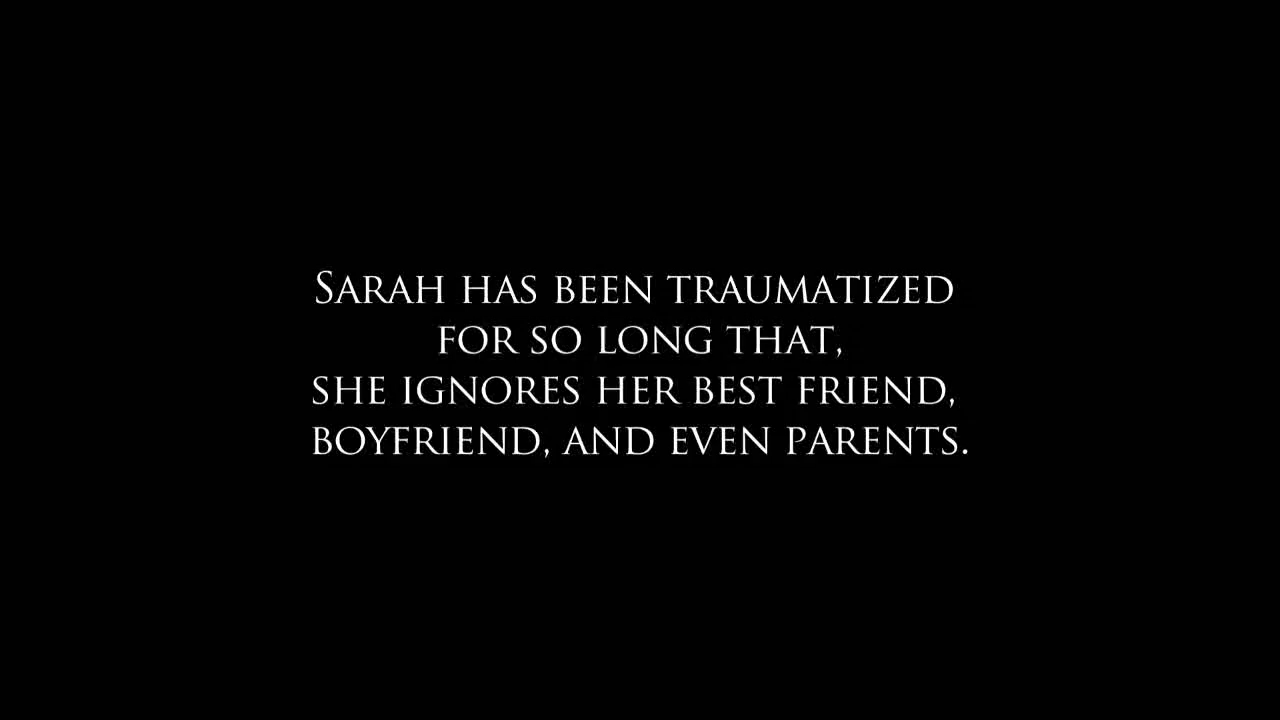 Sarah has been traumatized
for so long that,
she ignores her best friend,
boyfriend, and even parents.